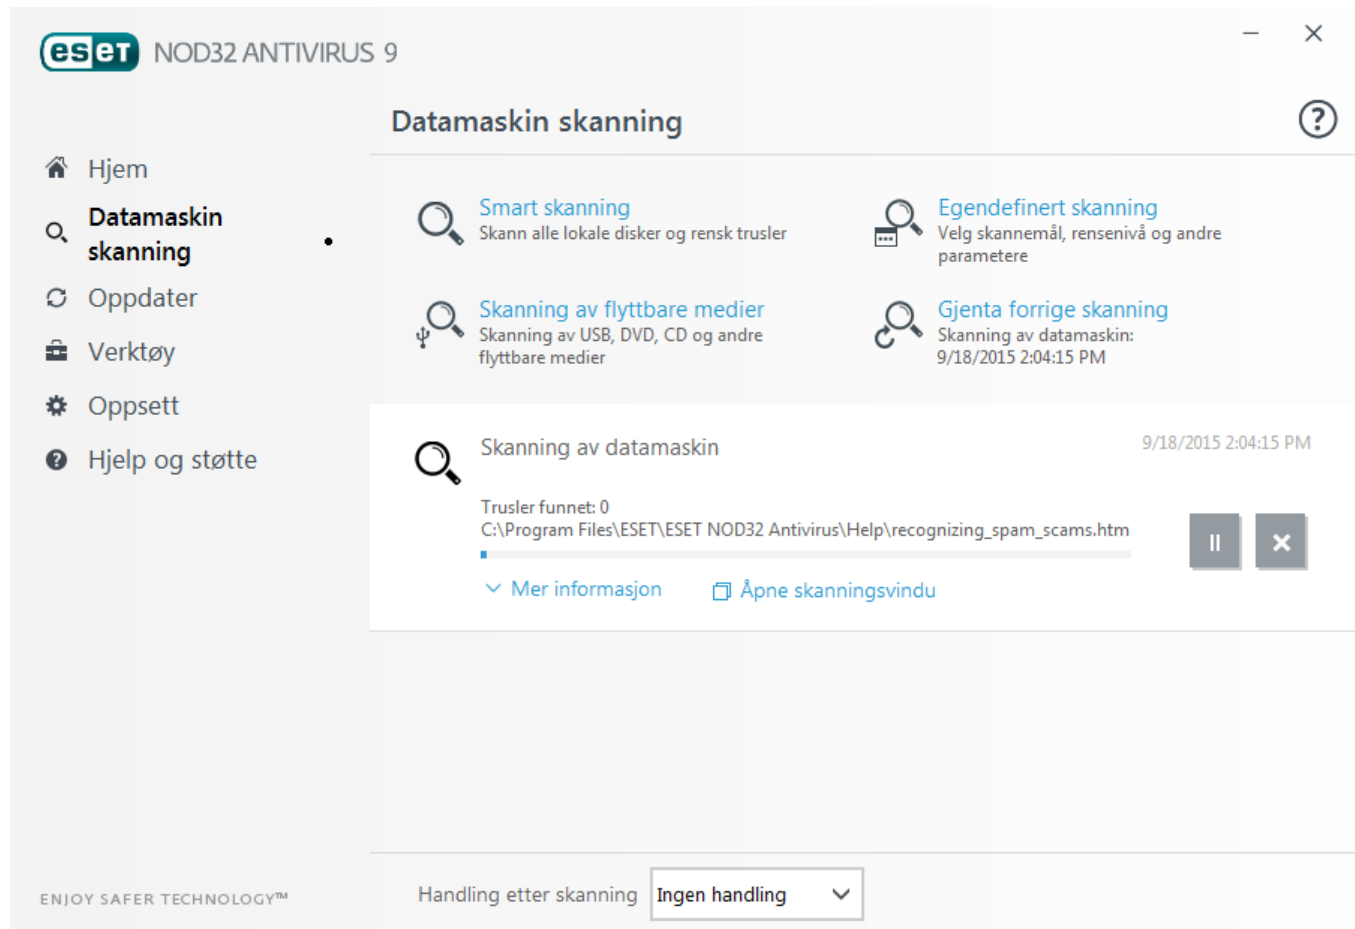 eset NOD32 ANTIVIRUS 9
Datamaskin skanning
Hjem
Datamaskin
skanning
Oppdater
Verktøy
Oppsett
Hjelp og støtte
Smart skanning
Skann alle lokale disker og rensk trusler
Egendefinert skanning
Velg skannemål, rensenivå og andre
parametere
Skanning av flyttbare medier
Skanning av USB, DVD, CD og andre
flyttbare medier
Gjenta forrige skanning
Skanning av datamaskin:
9/18/2015 2:04:15 PM
Skanning av datamaskin
9/18/2015 2:04:15 PM
Trusler funnet: 0
C:\Program Files\ESET\ESET NOD32 Antivirus\Help\recognizing_spam_scams.htm
Mer informasjon
Åpne skanningsvindu
Handling etter skanning Ingen handling
ENJOY SAFER TECHNOLOGY™